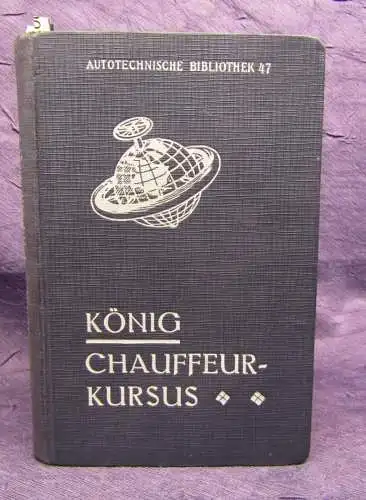 AUTOTECHNISCHE BIBLIOTHEK 47
KÖNIG
CHAUFFEUR-
KURSUS